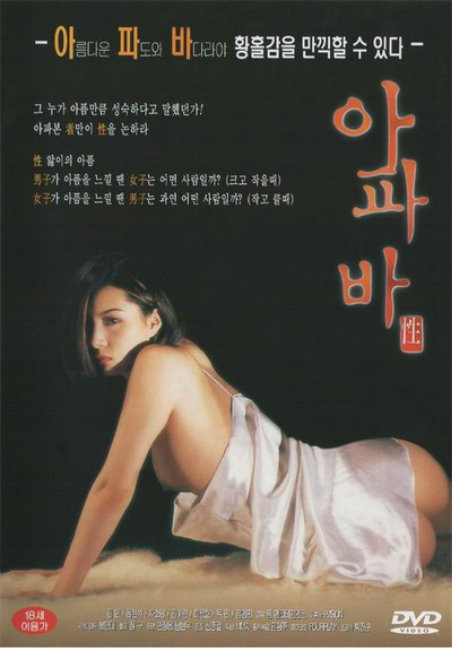 - 아름다운 파도와 바다라야 황홀감을 만끽할 수 있다 -
그 누가 아픔만큼 성숙하다고 말했던가!
아파본 者만이 性을 논하라
性 앓이의 아픔
男子가 아픔을 느낄 땐 女子는 어떤 사람일까? (크고 작을때)
女子가 아픔을 느낄 땐 男子는 과연 어떤 사람일까? (작고 클때)
아
파
바
性
18세
이용가
DVD
VIDEO